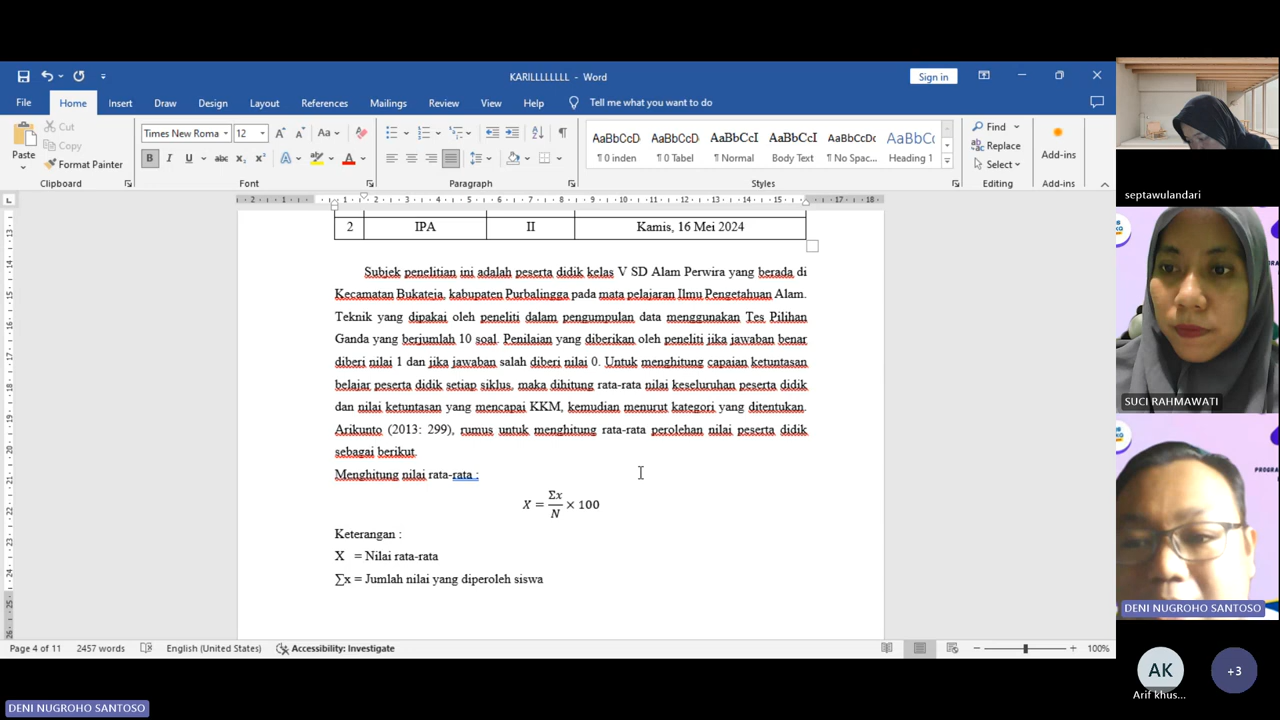 KARILLLLLLLL - Word
Sign in
File Home Insert Draw Design Layout References Mailings Review View Help Tell me what you want to do
Paste
Cut
Copy
Format Painter
Clipboard
Times New Roma 12
Font
Paragraph
AaBbCcD AaBbCcD AaBbCcI AaBbCcI AaBbCcDc AaBbC
¶ 0 inden ¶ 0 Tabel ¶ Normal Body Text ¶ No Spac... Heading 1
Styles
Find
Replace
Select
Editing
Add-ins
Add-ins
2 IPA II Kamis, 16 Mei 2024
Subjek penelitian ini adalah peserta didik kelas V SD Alam Perwira yang berada di
Kecamatan Bukateja, kabupaten Purbalingga pada mata pelajaran Ilmu Pengetahuan Alam.
Teknik yang dipakai oleh peneliti dalam pengumpulan data menggunakan Tes Pilihan
Ganda yang berjumlah 10 soal. Penilaian yang diberikan oleh peneliti jika jawaban benar
diberi nilai 1 dan jika jawaban salah diberi nilai 0. Untuk menghitung capaian ketuntasan
belajar peserta didik setiap siklus, maka dihitung rata-rata nilai keseluruhan peserta didik
dan nilai ketuntasan yang mencapai KKM, kemudian menurut kategori yang ditentukan.
Arikunto (2013: 299), rumus untuk menghitung rata-rata perolehan nilai peserta didik
sebagai berikut.
Menghitung nilai rata-rata :
X = Σx/N × 100
Keterangan :
X = Nilai rata-rata
∑x = Jumlah nilai yang diperoleh siswa
Page 4 of 11 2457 words English (United States) Accessibility: Investigate 100%
septawulandari
SUCI RAHMAWATI
DENI NUGROHO SANTOSO
AK
Arif khus...
+3
DENI NUGROHO SANTOSO